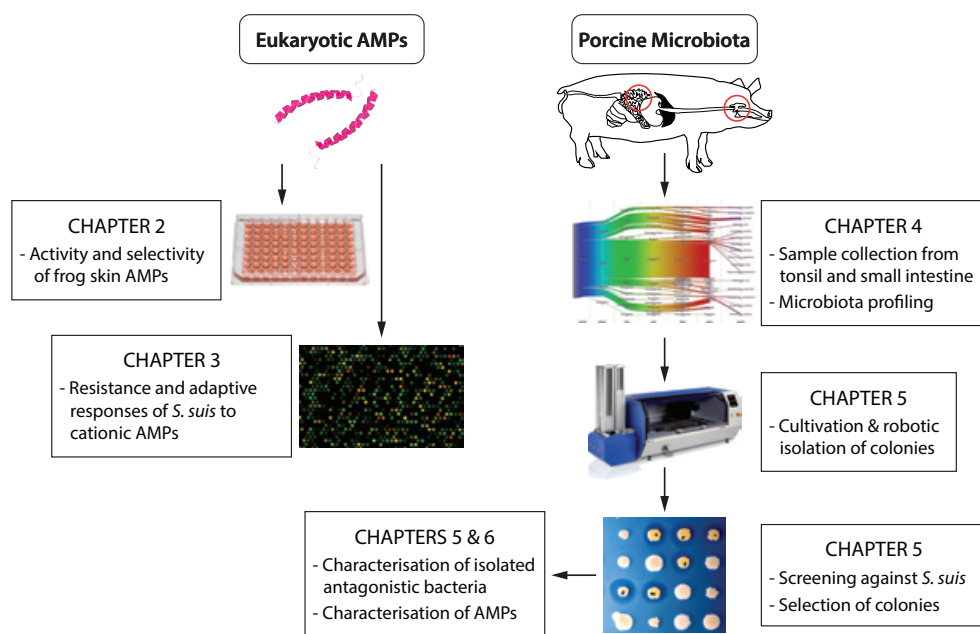 Eukaryotic AMPs
Porcine Microbiota
CHAPTER 2
- Activity and selectivity
of frog skin AMPs
CHAPTER 4
- Sample collection from
tonsil and small intestine
- Microbiota profiling
CHAPTER 3
- Resistance and adaptive
responses of S. suis to
cationic AMPs
CHAPTER 5
- Cultivation & robotic
isolation of colonies
CHAPTERS 5 & 6
- Characterisation of isolated
antagonistic bacteria
- Characterisation of AMPs
CHAPTER 5
- Screening against S. suis
- Selection of colonies